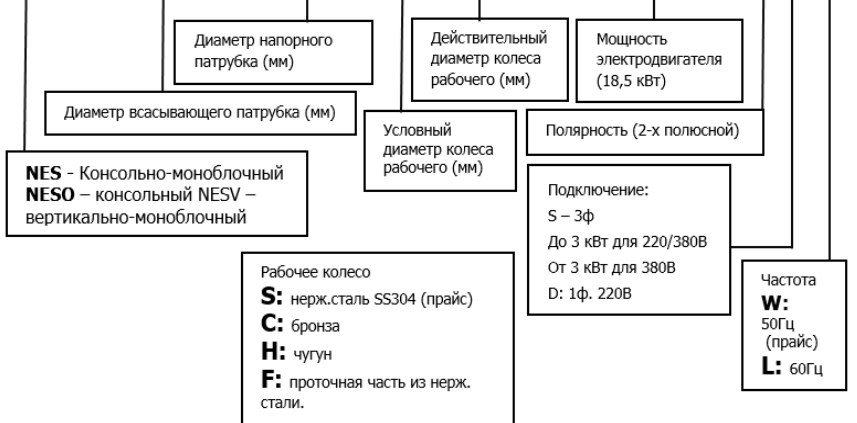 Диаметр напорного
патрубка (мм)
Действительный
диаметр колеса
рабочего (мм)
Мощность
электродвигателя
(18,5 кВт)
Диаметр всасывающего патрубка (мм)
Условный
диаметр колеса
рабочего (мм)
Полярность (2-х полюсной)
NES - Консольно-моноблочный
NESO – консольный NESV –
вертикально-моноблочный
Подключение:
S – 3ф
До 3 кВт для 220/380В
От 3 кВт для 380В
D: 1ф. 220В
Рабочее колесо
S: нерж.сталь SS304 (прайс)
C: бронза
H: чугун
F: проточная часть из нерж.
стали.
Частота
W:
50Гц
(прайс)
L: 60Гц